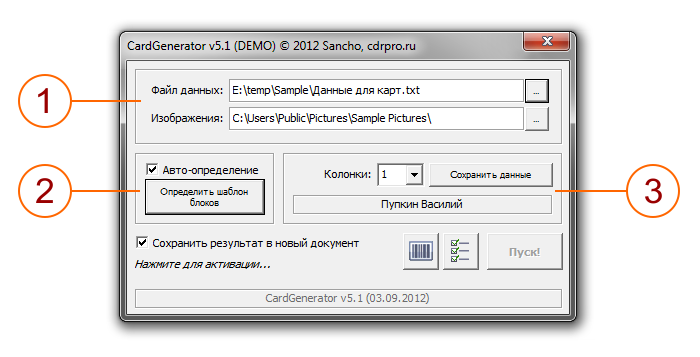 CardGenerator v5.1 (DEMO) © 2012 Sancho, cdrpro.ru
1
Файл данных: E:\temp\Sample\Данные для карт.txt ...
Изображения: C:\Users\Public\Pictures\Sample Pictures\ ...
2
Авто-определение
Определить шаблон
блоков
Колонки: 1 Сохранить данные
Пупкин Василий
3
Сохранить результат в новый документ
Нажмите для активации...
Пуск!
CardGenerator v5.1 (03.09.2012)